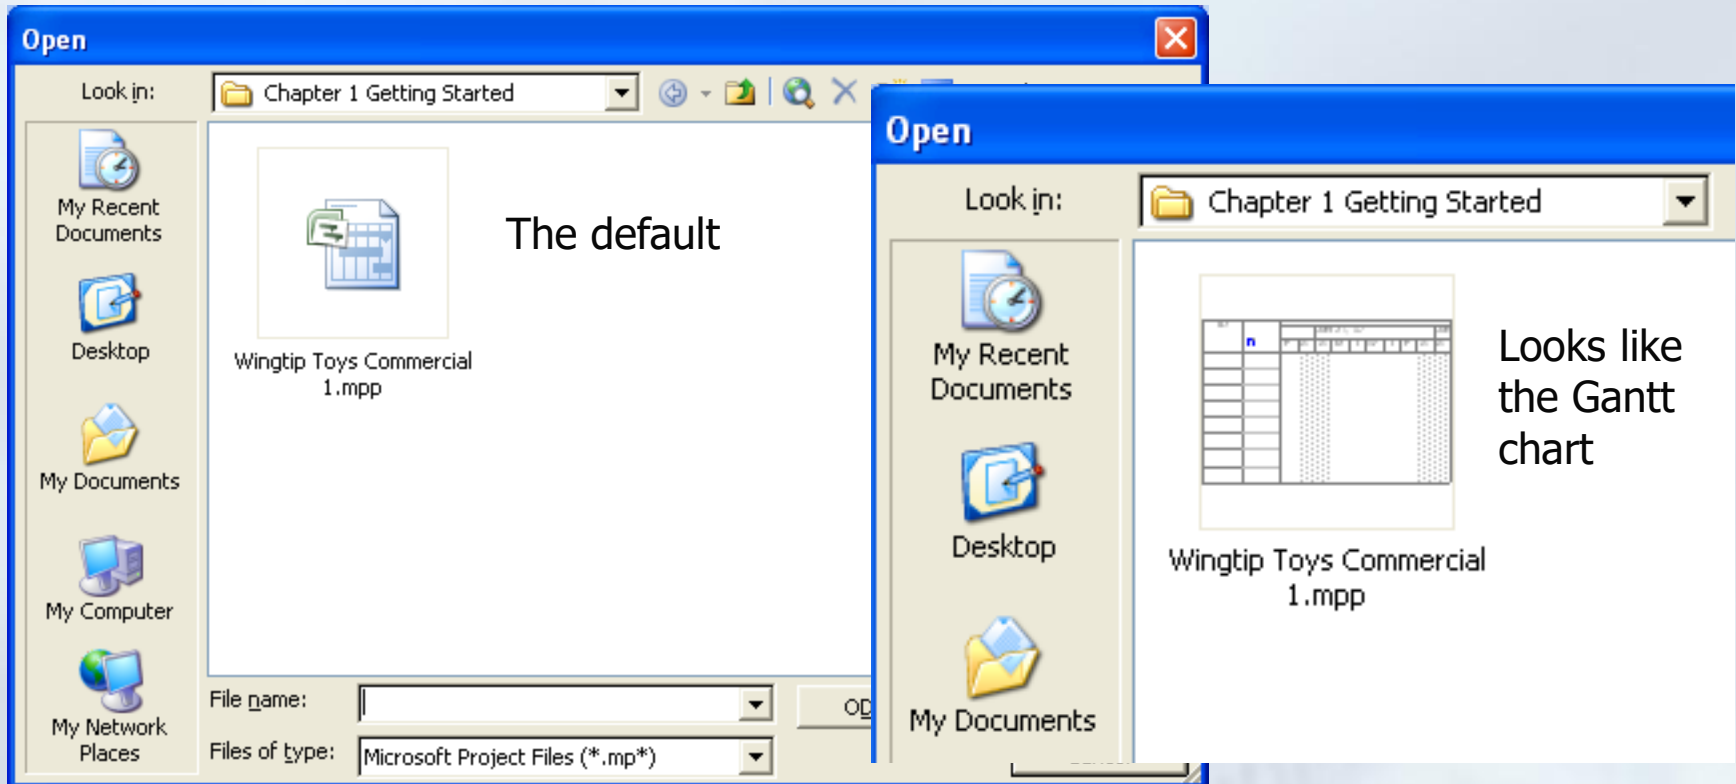 Open
Look in:
Chapter 1 Getting Started
My Recent
Documents
Desktop
My Documents
My Computer
My Network
Places
Wingtip Toys Commercial
1.mpp
The default
File name:
Files of type:
Microsoft Project Files (*.mp*)
Open
Look in:
Chapter 1 Getting Started
My Recent
Documents
Desktop
My Documents
n
Wingtip Toys Commercial
1.mpp
Looks like
the Gantt
chart